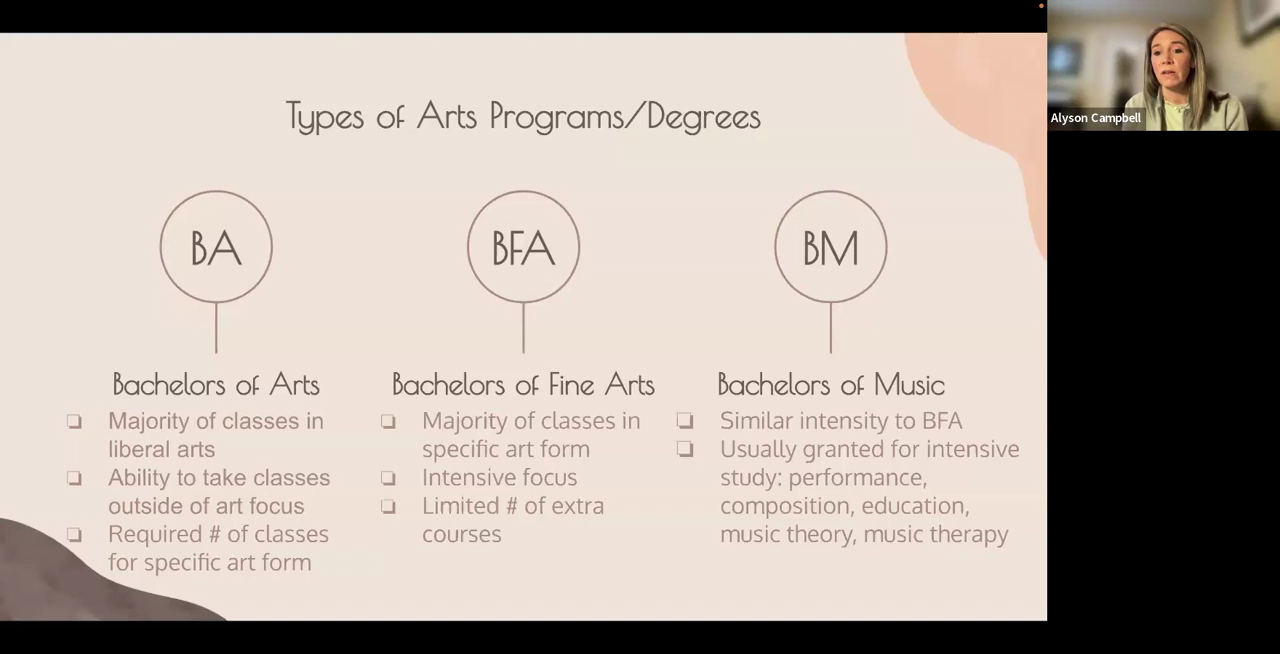 Types of Arts Programs/Degrees
BA
BFA
BM
Bachelors of Arts
Majority of classes in
liberal arts
Ability to take classes
outside of art focus
Required # of classes
for specific art form
Bachelors of Fine Arts
Majority of classes in
specific art form
Intensive focus
Limited # of extra
courses
Bachelors of Music
Similar intensity to BFA
Usually granted for intensive
study: performance,
composition, education,
music theory, music therapy
Alyson Campbell